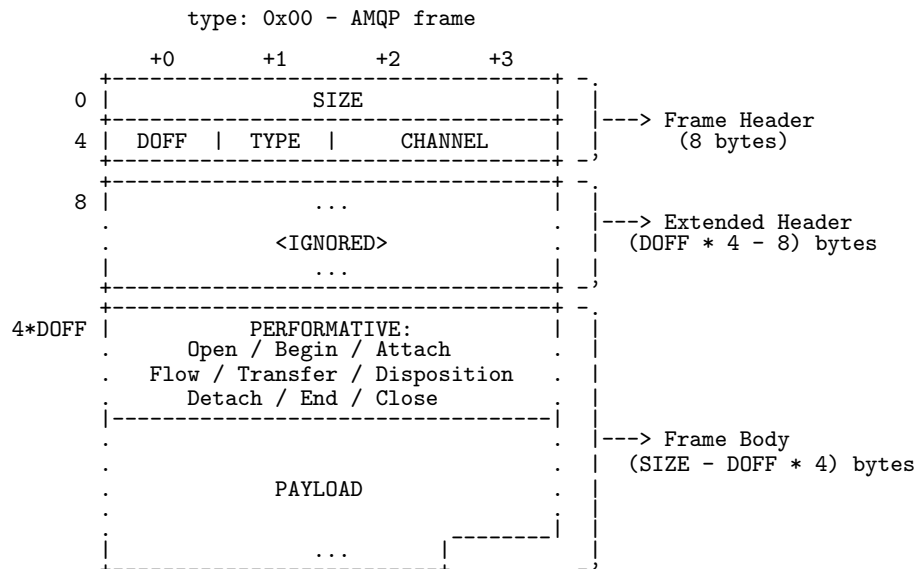 type: 0x00 - AMQP frame
+0 +1 +2 +3
+------------------------------------+ -.
0 | SIZE | |
+------------------------------------+ |---> Frame Header
4 | DOFF | TYPE | CHANNEL | | (8 bytes)
+------------------------------------+ -'
+------------------------------------+ -.
8 | ... | |
. . |---> Extended Header
. <IGNORED> . | (DOFF * 4 - 8) bytes
| ... | |
+------------------------------------+ -'
+------------------------------------+ -.
4*DOFF | PERFORMATIVE: | |
. Open / Begin / Attach . |
. Flow / Transfer / Disposition . |
. Detach / End / Close . |
|-----------------------------------| |
. . |---> Frame Body
. . | (SIZE - DOFF * 4) bytes
. PAYLOAD . |
. . |
. ________| |
| ... | |
+---------------------------+ -'